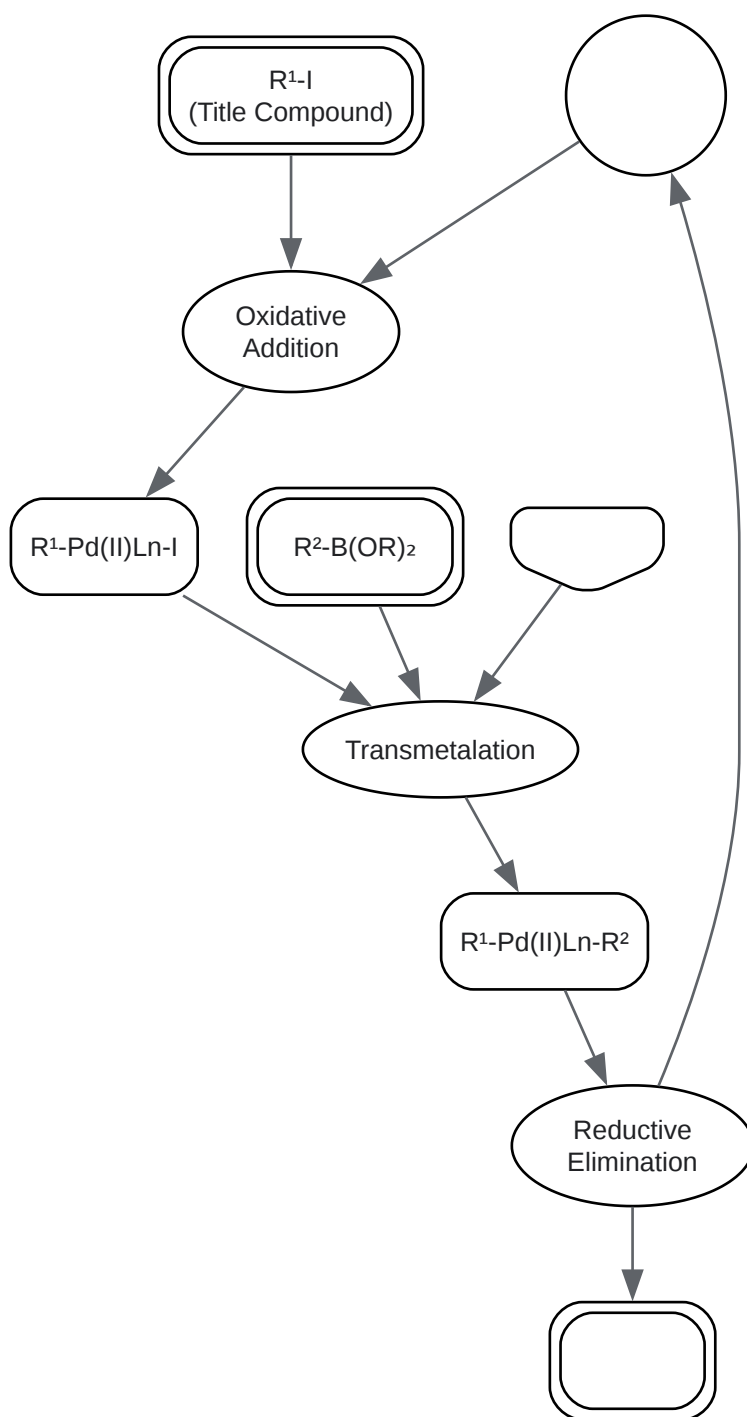 R¹-I
(Title Compound)
Oxidative
Addition
R¹-Pd(II)Ln-I
R²-B(OR)₂
Transmetalation
R¹-Pd(II)Ln-R²
Reductive
Elimination